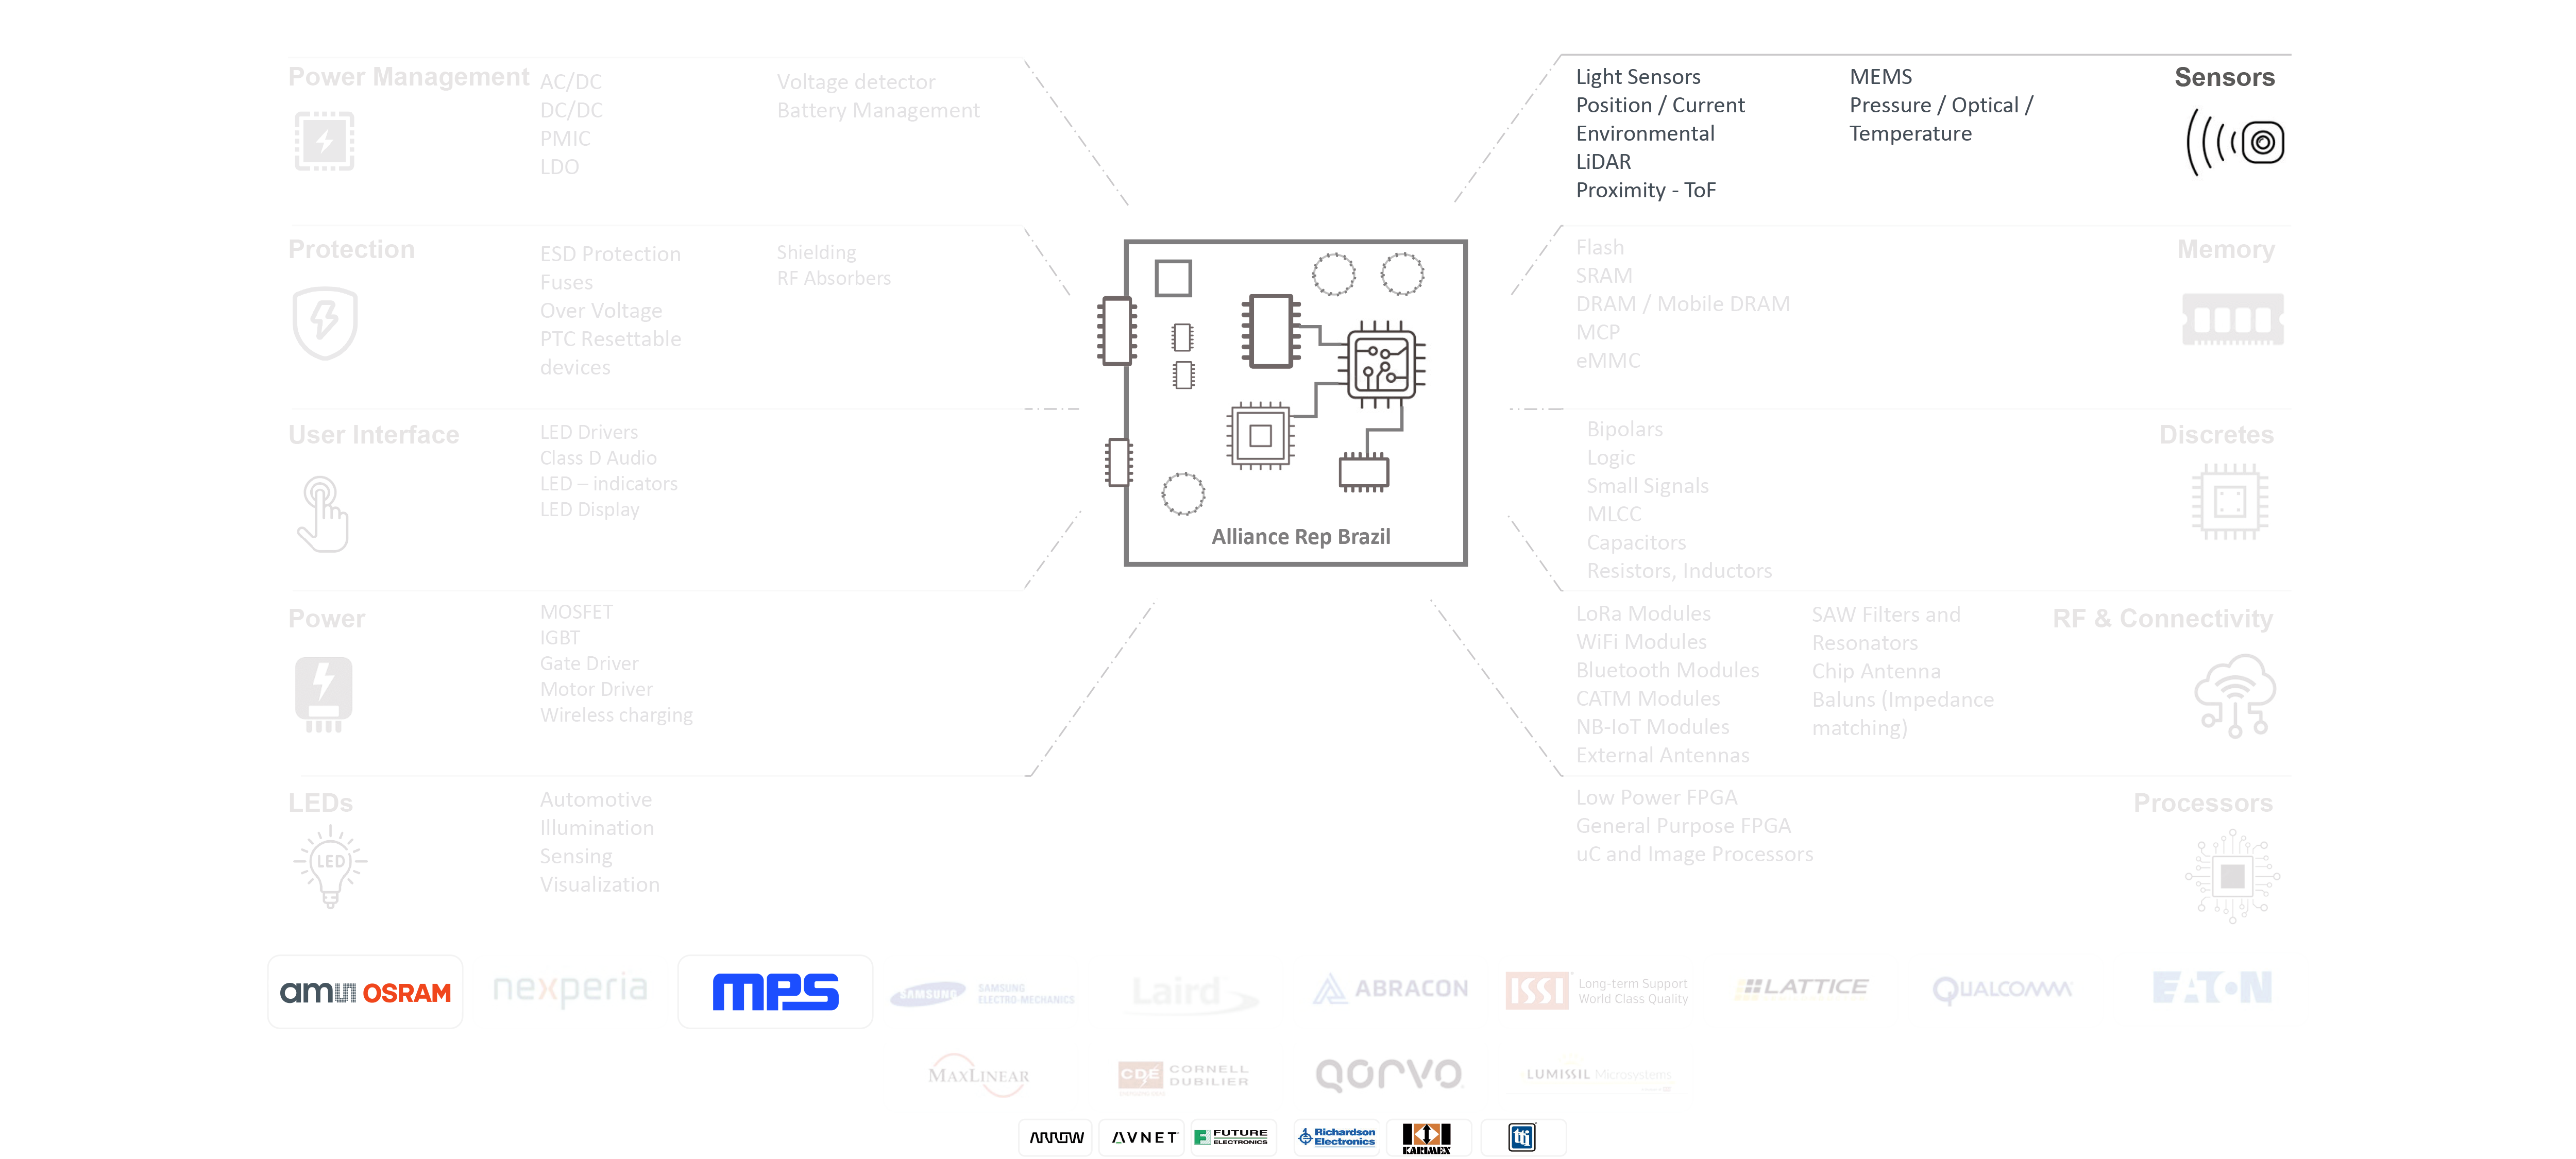 Power Management
AC/DC
DC/DC
PMIC
LDO
Voltage detector
Battery Management
Protection
ESD Protection
Fuses
Over Voltage
PTC Resettable
devices
Shielding
RF Absorbers
User Interface
LED Drivers
Class D Audio
LED – indicators
LED Display
Power
MOSFET
IGBT
Gate Driver
Motor Driver
Wireless charging
LEDs
LED
Automotive
Illumination
Sensing
Visualization
Alliance Rep Brazil
Light Sensors
Position / Current
Environmental
LiDAR
Proximity - ToF
MEMS
Pressure / Optical /
Temperature
Sensors
Flash
SRAM
DRAM / Mobile DRAM
MCP
eMMC
Memory
Bipolars
Logic
Small Signals
MLCC
Capacitors
Resistors, Inductors
Discretes
LoRa Modules
WiFi Modules
Bluetooth Modules
CATM Modules
NB-IoT Modules
External Antennas
SAW Filters and
Resonators
Chip Antenna
Baluns (Impedance
matching)
RF & Connectivity
Low Power FPGA
General Purpose FPGA
uC and Image Processors
Processors
amu OSRAM
nexperia
mPS
SAMSUNG
SAMSUNG
ELECTRO-MECHANICS
Laird
ABRACON
ISSI
Long-term Support
World Class Quality
LATTICE
QUALCOMM
EATON
MAXLINEAR
CDE
CORNELL
DUBILIER
QORVO
LUMISSIL Microsystems
ARROW
AVNET
FUTURE
ELECTRONICS
Richardson
Electronics
KARIMEX
tti